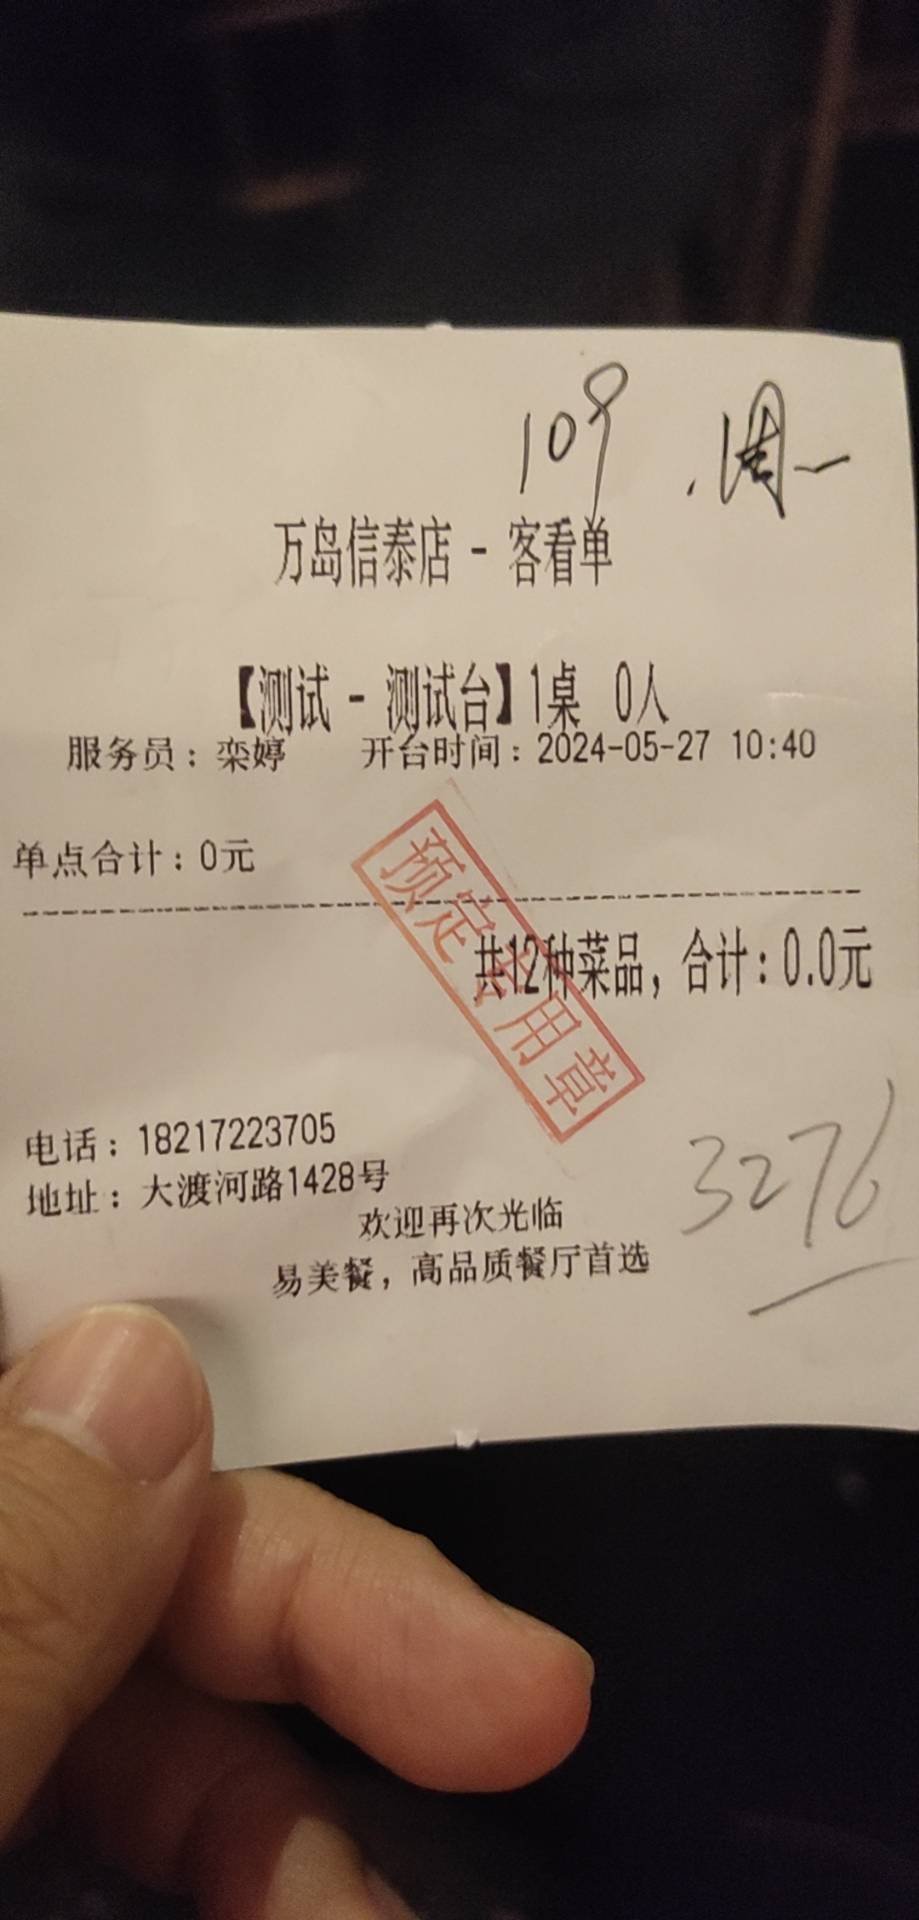 109 . 周一
万岛信泰店 - 客看单
【测试 - 测试台】1桌 0人
服务员：栾婷 开台时间：2024-05-27 10:40
单点合计：0元
预定专用章
共12种菜品，合计：0.0元
电话：18217223705
地址：大渡河路1428号
3276
欢迎再次光临
易美餐，高品质餐厅首选